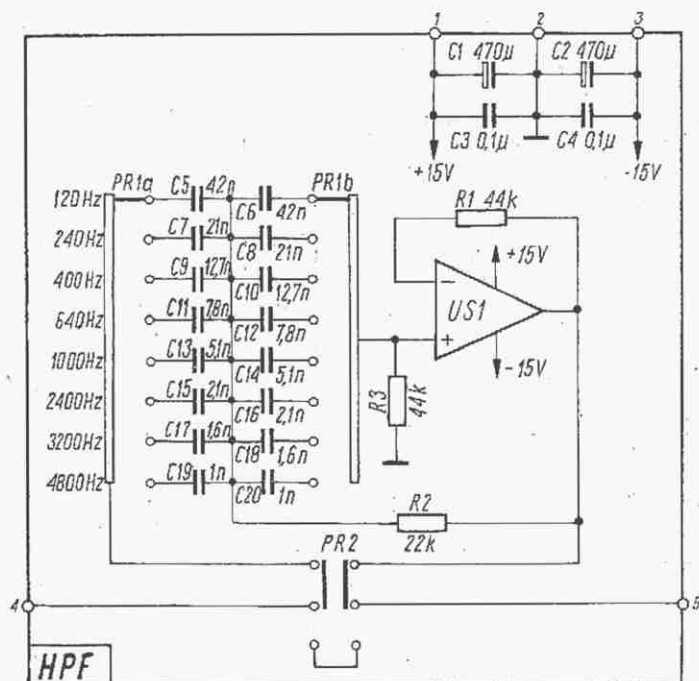 1 2 3
C1 470µ C2 470µ
C3 0,1µ C4 0,1µ
+15V -15V
PR1a PR1b
120Hz C5 42n C6 42n
240Hz C7 21n C8 21n
400Hz C9 12,7n C10 12,7n
640Hz C11 7,8n C12 7,8n
1000Hz C13 5,1n C14 5,1n
2400Hz C15 2,1n C16 2,1n
3200Hz C17 1,6n C18 1,6n
4800Hz C19 1n C20 1n
R1 44k
- +15V
US1
+ -15V
R3 44k
R2
22k
PR2
4 5
HPF